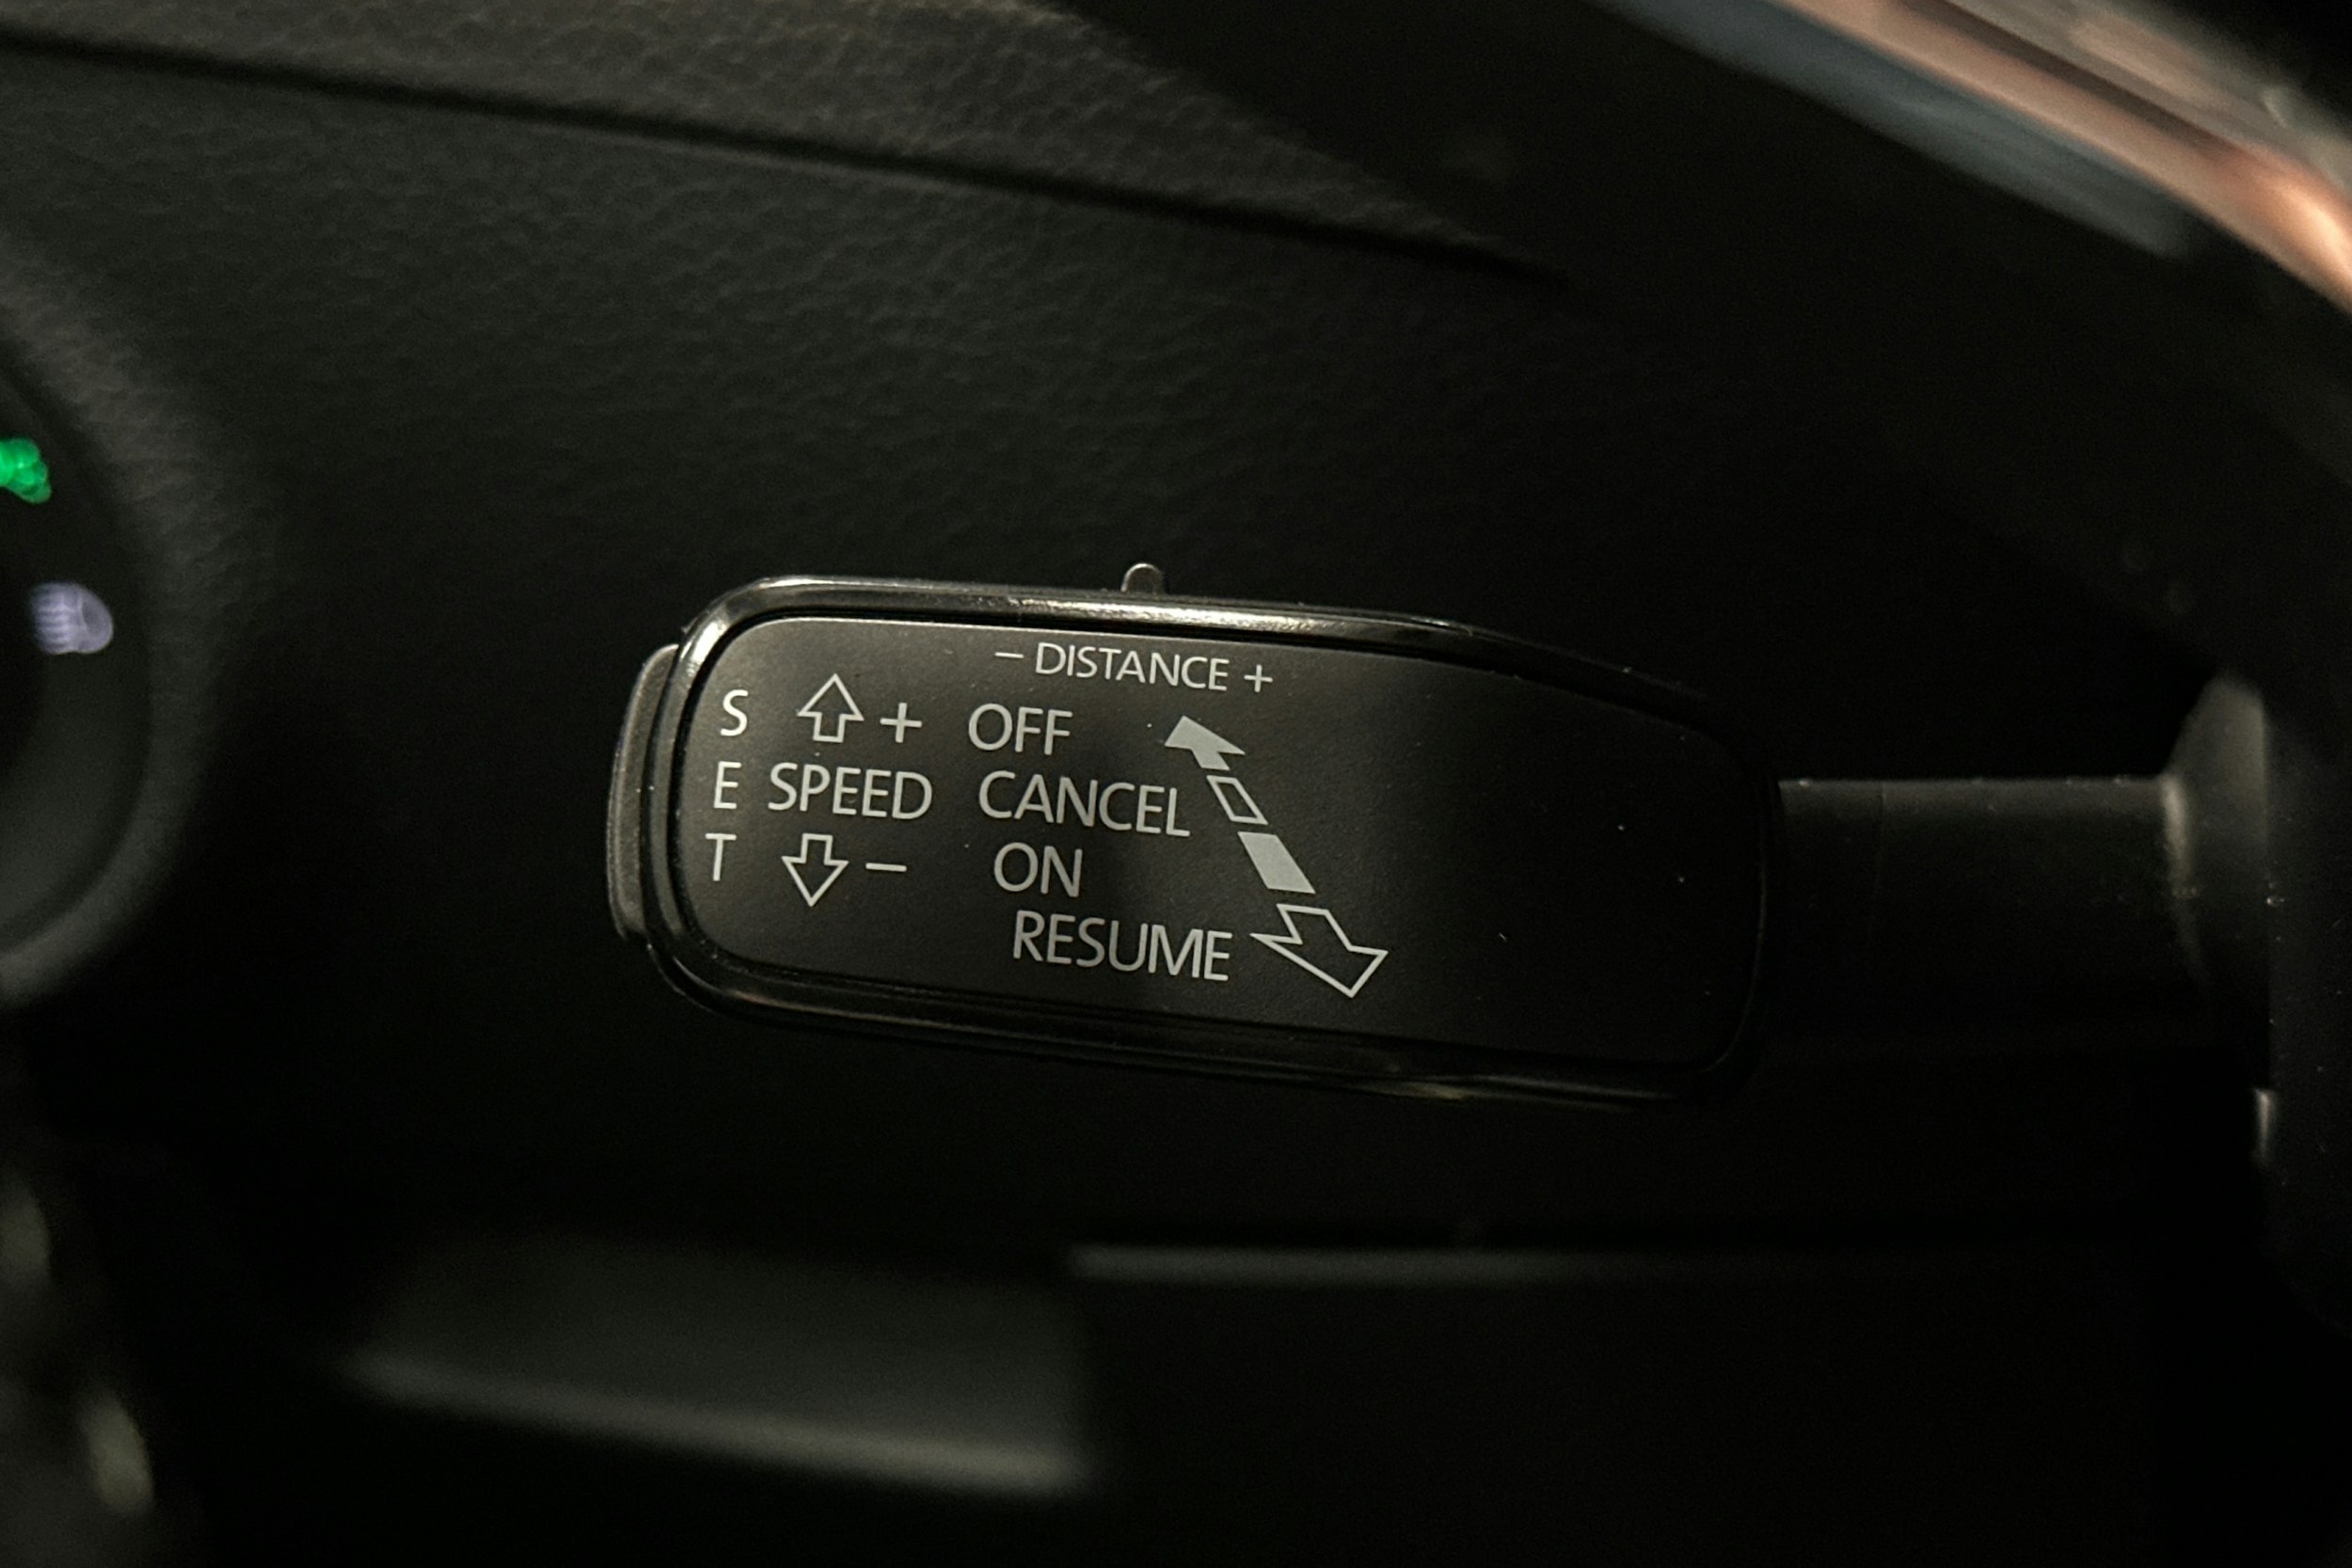 − DISTANCE +
S + OFF
E SPEED CANCEL
T − ON
RESUME